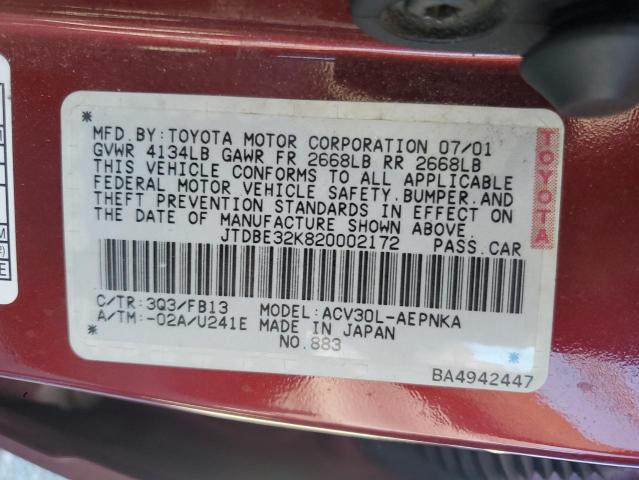 MFD.BY:TOYOTA MOTOR CORPORATION 07/01
GVWR 4134LB GAWR FR 2668LB RR 2668LB
THIS VEHICLE CONFORMS TO ALL APPLICABLE
FEDERAL MOTOR VEHICLE SAFETY.BUMPER.AND
THEFT PREVENTION STANDARDS IN EFFECT ON
THE DATE OF MANUFACTURE SHOWN ABOVE.
JTDBE32K820002172 PASS.CAR
TOYOTA
C/TR:3Q3/FB13 MODEL:ACV30L-AEPNKA
A/TM:-02A/U241E MADE IN JAPAN
NO.883
BA4942447
E